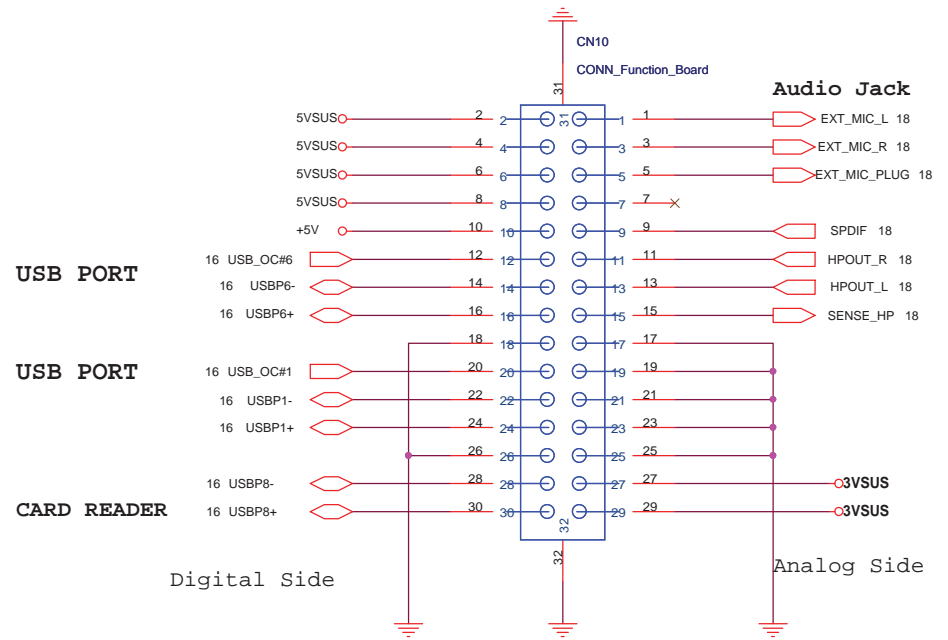 CN10
CONN_Function_Board
31
Audio Jack
5VSUS 2 2 31 1 1 EXT_MIC_L 18
5VSUS 4 4 3 3 EXT_MIC_R 18
5VSUS 6 6 5 5 EXT_MIC_PLUG 18
5VSUS 8 8 7 7
+5V 10 10 9 9 SPDIF 18
16 USB_OC#6 12 12 11 11 HPOUT_R 18
USB PORT
16 USBP6- 14 14 13 13 HPOUT_L 18
16 USBP6+ 16 16 15 15 SENSE_HP 18
18 18 17 17
USB PORT 16 USB_OC#1 20 20 19 19
16 USBP1- 22 22 21 21
16 USBP1+ 24 24 23 23
26 26 25 25
16 USBP8- 28 28 27 27 3VSUS
CARD READER 16 USBP8+ 30 30 32 29 29 3VSUS
32
Digital Side
Analog Side